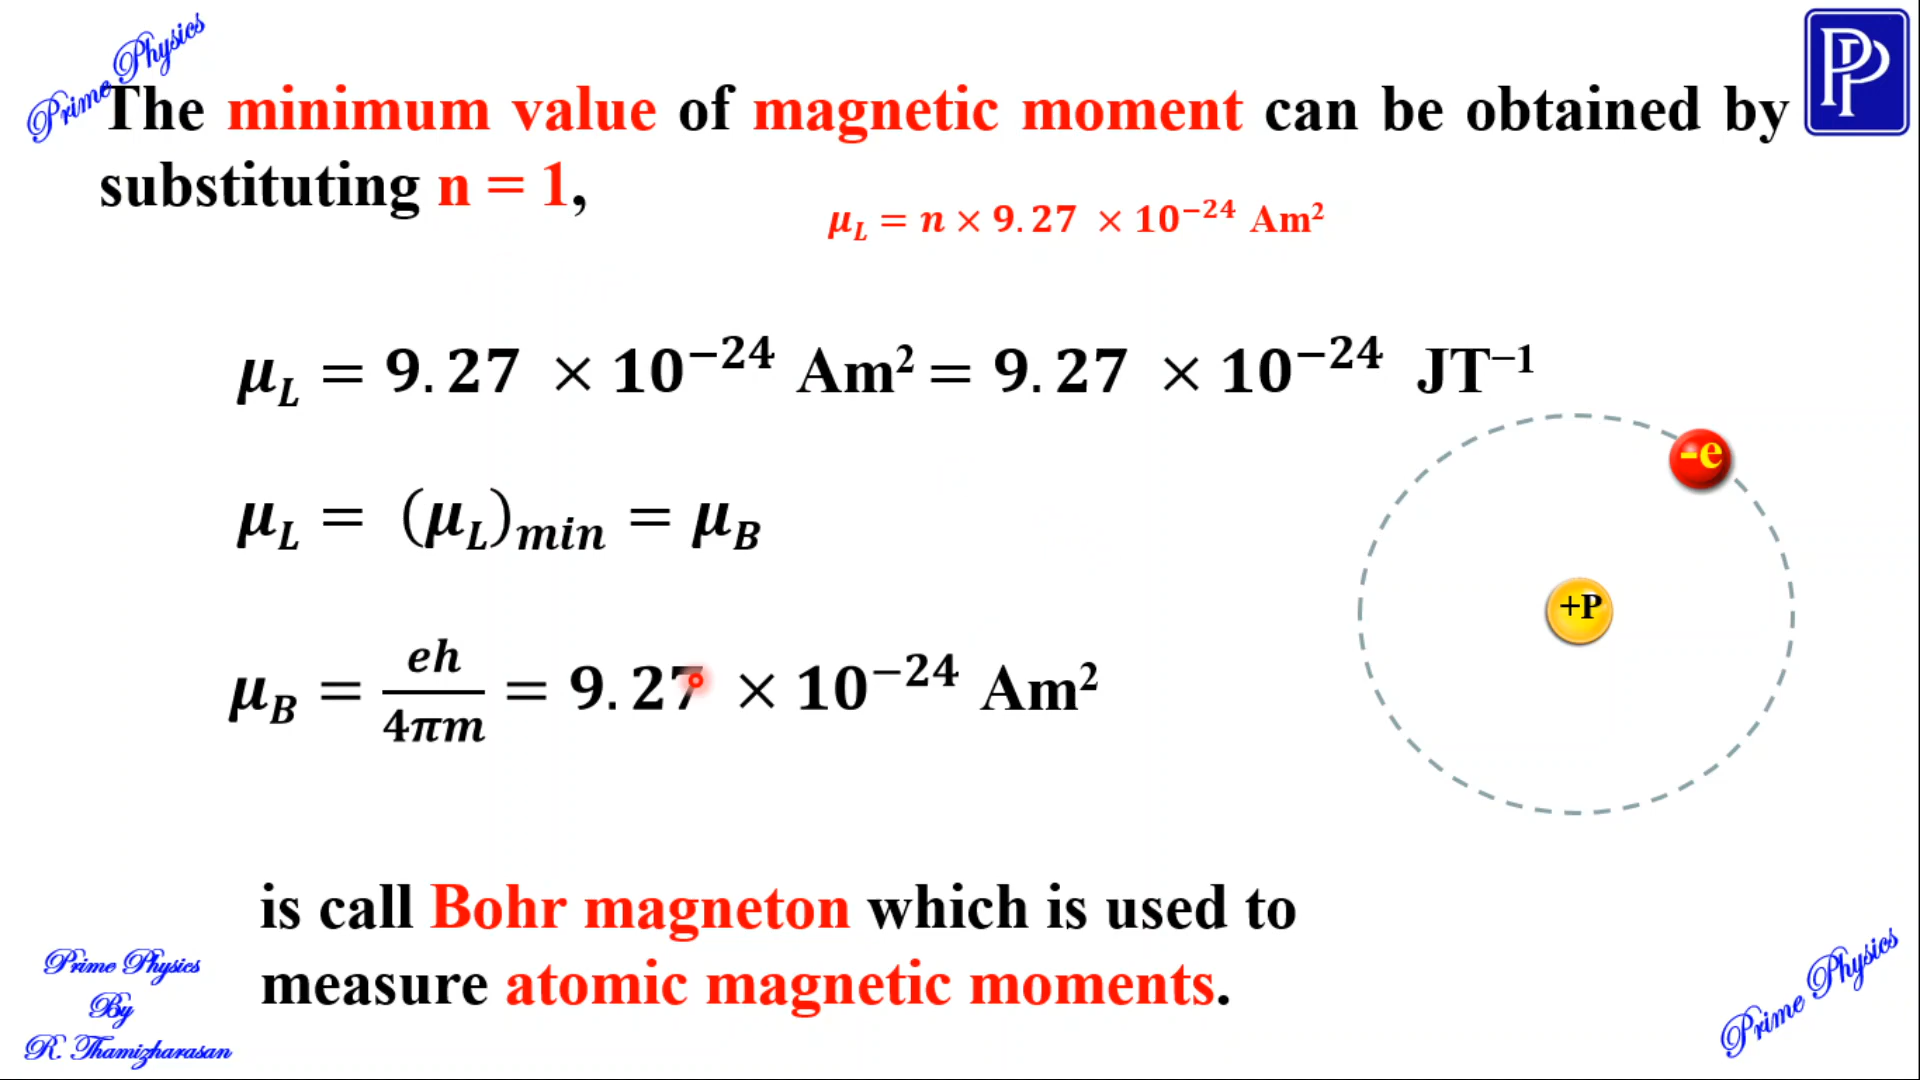 Prime Physics
The minimum value of magnetic moment can be obtained by
substituting n = 1,
μL = n × 9.27 × 10⁻²⁴ Am²
μL = 9.27 × 10⁻²⁴ Am² = 9.27 × 10⁻²⁴ JT⁻¹
μL = (μL)min = μB
μB = eh/4πm = 9.27 × 10⁻²⁴ Am²
-e
+P
is call Bohr magneton which is used to
measure atomic magnetic moments.
Prime Physics
By
R. Thamizharasan
Prime Physics